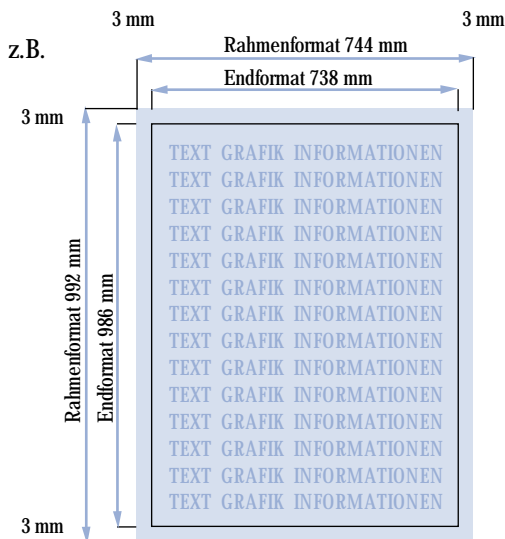 3 mm 3 mm
z.B.
Rahmenformat 744 mm
Endformat 738 mm
3 mm
TEXT GRAFIK INFORMATIONEN
TEXT GRAFIK INFORMATIONEN
TEXT GRAFIK INFORMATIONEN
TEXT GRAFIK INFORMATIONEN
TEXT GRAFIK INFORMATIONEN
TEXT GRAFIK INFORMATIONEN
TEXT GRAFIK INFORMATIONEN
TEXT GRAFIK INFORMATIONEN
TEXT GRAFIK INFORMATIONEN
TEXT GRAFIK INFORMATIONEN
TEXT GRAFIK INFORMATIONEN
TEXT GRAFIK INFORMATIONEN
TEXT GRAFIK INFORMATIONEN
TEXT GRAFIK INFORMATIONEN
Rahmenformat 992 mm
Endformat 986 mm
3 mm